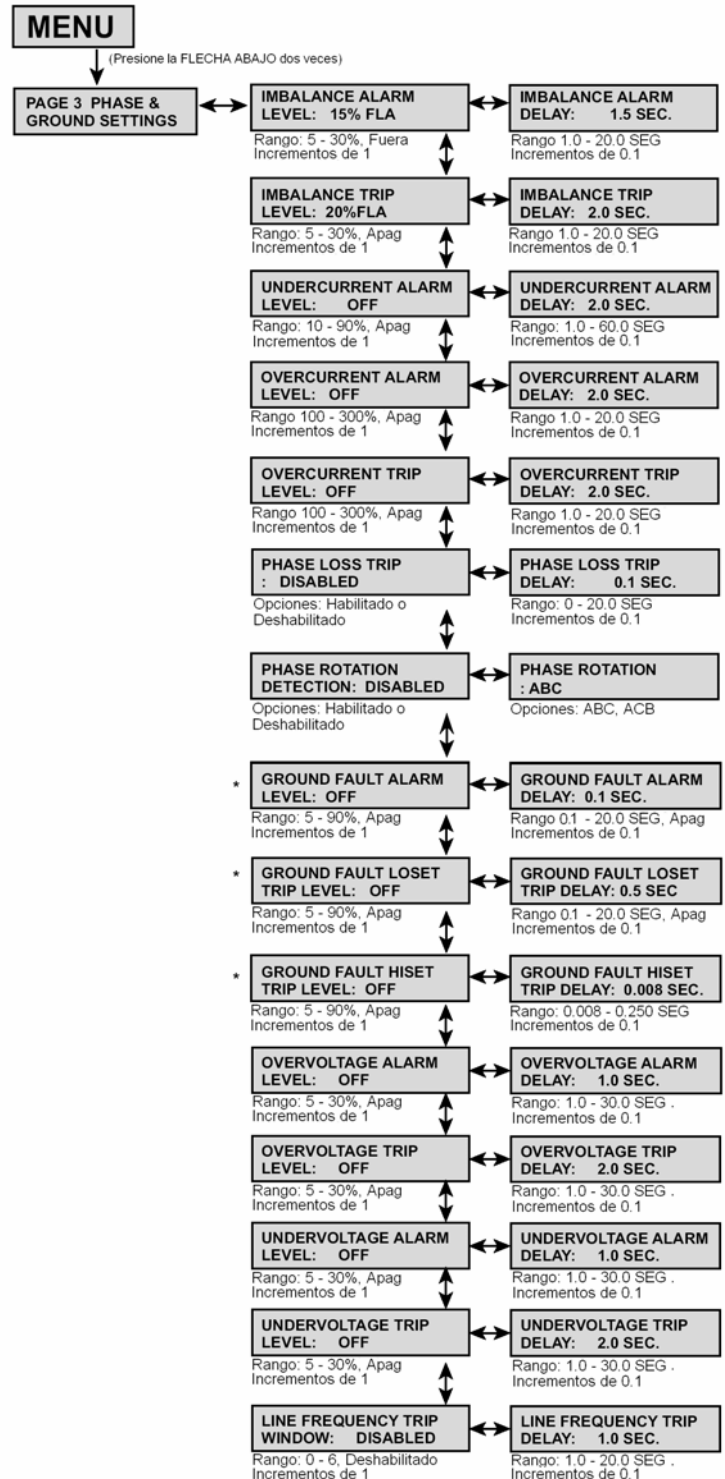 MENU
(Presione la FLECHA ABAJO dos veces)
PAGE 3 PHASE &
GROUND SETTINGS
IMBALANCE ALARM
LEVEL: 15% FLA
Rango: 5 - 30%, Fuera
Incrementos de 1
IMBALANCE ALARM
DELAY: 1.5 SEC.
Rango 1.0 - 20.0 SEG
Incrementos de 0.1
IMBALANCE TRIP
LEVEL: 20%FLA
Rango: 5 - 30%, Apag
Incrementos de 1
IMBALANCE TRIP
DELAY: 2.0 SEC.
Rango 1.0 - 20.0 SEG
Incrementos de 0.1
UNDERCURRENT ALARM
LEVEL: OFF
Rango: 10 - 90%, Apag
Incrementos de 1
UNDERCURRENT ALARM
DELAY: 2.0 SEC.
Rango: 1.0 - 60.0 SEG
Incrementos de 0.1
OVERCURRENT ALARM
LEVEL: OFF
Rango 100 - 300%, Apag
Incrementos de 1
OVERCURRENT ALARM
DELAY: 2.0 SEC.
Rango 1.0 - 20.0 SEG
Incrementos de 0.1
OVERCURRENT TRIP
LEVEL: OFF
Rango 100 - 300%, Apag
Incrementos de 1
OVERCURRENT TRIP
DELAY: 2.0 SEC.
Rango 1.0 - 20.0 SEG
Incrementos de 0.1
PHASE LOSS TRIP
: DISABLED
Opciones: Habilitado o
Deshabilitado
PHASE LOSS TRIP
DELAY: 0.1 SEC.
Rango: 0 - 20.0 SEG
Incrementos de 0.1
PHASE ROTATION
DETECTION: DISABLED
Opciones: Habilitado o
Deshabilitado
PHASE ROTATION
: ABC
Opciones: ABC, ACB
* GROUND FAULT ALARM
LEVEL: OFF
Rango: 5 - 90%, Apag
Incrementos de 1
GROUND FAULT ALARM
DELAY: 0.1 SEC.
Rango 0.1 - 20.0 SEG, Apag
Incrementos de 0.1
* GROUND FAULT LOSET
TRIP LEVEL: OFF
Rango: 5 - 90%, Apag
Incrementos de 1
GROUND FAULT LOSET
TRIP DELAY: 0.5 SEC
Rango 0.1 - 20.0 SEG, Apag
Incrementos de 0.1
* GROUND FAULT HISET
TRIP LEVEL: OFF
Rango: 5 - 90%, Apag
Incrementos de 1
GROUND FAULT HISET
TRIP DELAY: 0.008 SEC.
Rango: 0.008 - 0.250 SEG
Incrementos de 0.1
OVERVOLTAGE ALARM
LEVEL: OFF
Rango: 5 - 30%, Apag
Incrementos de 1
OVERVOLTAGE ALARM
DELAY: 1.0 SEC.
Rango: 1.0 - 30.0 SEG .
Incrementos de 0.1
OVERVOLTAGE TRIP
LEVEL: OFF
Rango: 5 - 30%, Apag
Incrementos de 1
OVERVOLTAGE TRIP
DELAY: 2.0 SEC.
Rango: 1.0 - 30.0 SEG .
Incrementos de 0.1
UNDERVOLTAGE ALARM
LEVEL: OFF
Rango: 5 - 30%, Apag
Incrementos de 1
UNDERVOLTAGE ALARM
DELAY: 1.0 SEC.
Rango: 1.0 - 30.0 SEG .
Incrementos de 0.1
UNDERVOLTAGE TRIP
LEVEL: OFF
Rango: 5 - 30%, Apag
Incrementos de 1
UNDERVOLTAGE TRIP
DELAY: 2.0 SEC.
Rango: 1.0 - 30.0 SEG .
Incrementos de 0.1
LINE FREQUENCY TRIP
WINDOW: DISABLED
Rango: 0 - 6, Deshabilitado
Incrementos de 1
LINE FREQUENCY TRIP
DELAY: 1.0 SEC.
Rango: 1.0 - 20.0 SEG .
Incrementos de 0.1